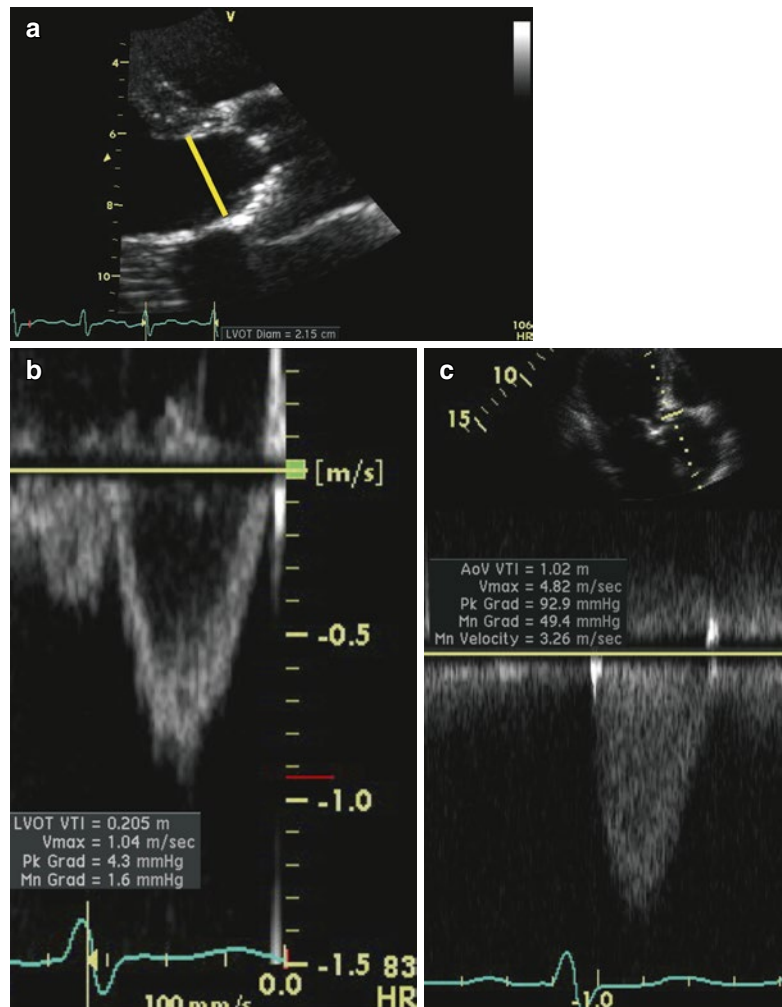 a
V
4
6
8
10
LVOT Diam = 2.15 cm
106
HR
b
[m/s]
-0.5
-1.0
LVOT VTI = 0.205 m
Vmax = 1.04 m/sec
Pk Grad = 4.3 mmHg
Mn Grad = 1.6 mmHg
-1.5
83
0.0
HR
100 mm/s
c
10
15
AoV VTI = 1.02 m
Vmax = 4.82 m/sec
Pk Grad = 92.9 mmHg
Mn Grad = 49.4 mmHg
Mn Velocity = 3.26 m/sec
-1.0